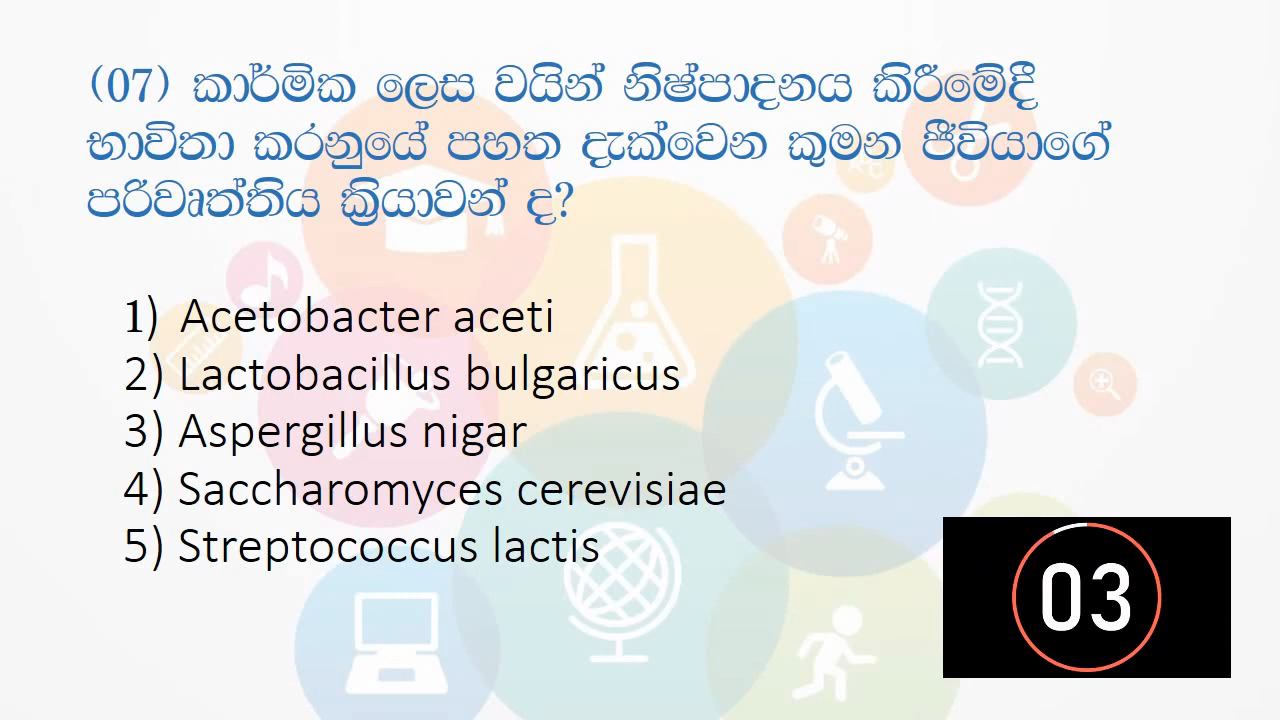 (07) කාර්මික ලෙස වයින් නිෂ්පාදනය කිරීමේදී
භාවිතා කරනුයේ පහත දැක්වෙන කුමන ජීවියාගේ
පරිවෘත්තිය ක්‍රියාවන් ද?
1) Acetobacter aceti
2) Lactobacillus bulgaricus
3) Aspergillus nigar
4) Saccharomyces cerevisiae
5) Streptococcus lactis
03